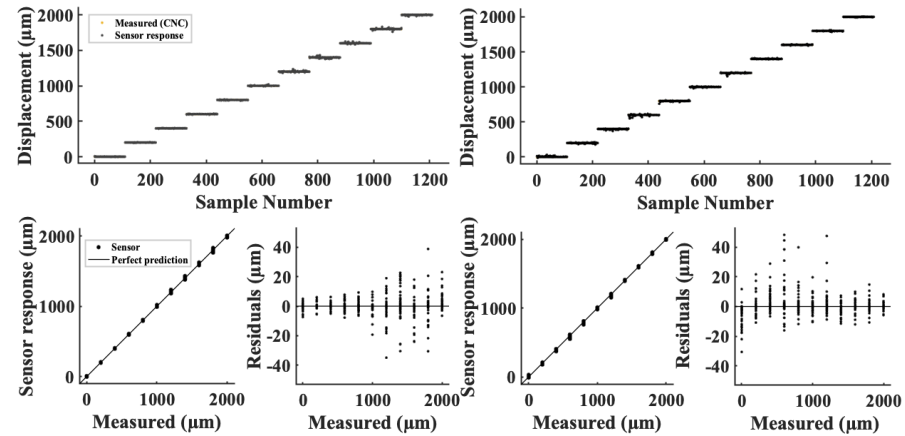 Displacement (µm)
2000
1500
1000
500
0
Measured (CNC)
Sensor response
0 200 400 600 800 1000 1200
Sample Number
Displacement (µm)
2000
1500
1000
500
0
0 200 400 600 800 1000 1200
Sample Number
Sensor response (µm)
2000
1000
0
Sensor
Perfect prediction
0 1000 2000
Measured (µm)
Residuals (µm)
40
20
0
-20
-40
0 500 1000 1500 2000
Measured (µm)
Sensor response (µm)
2000
1000
0
0 1000 2000
Measured (µm)
Residuals (µm)
40
20
0
-20
-40
0 500 1000 1500 2000
Measured (µm)